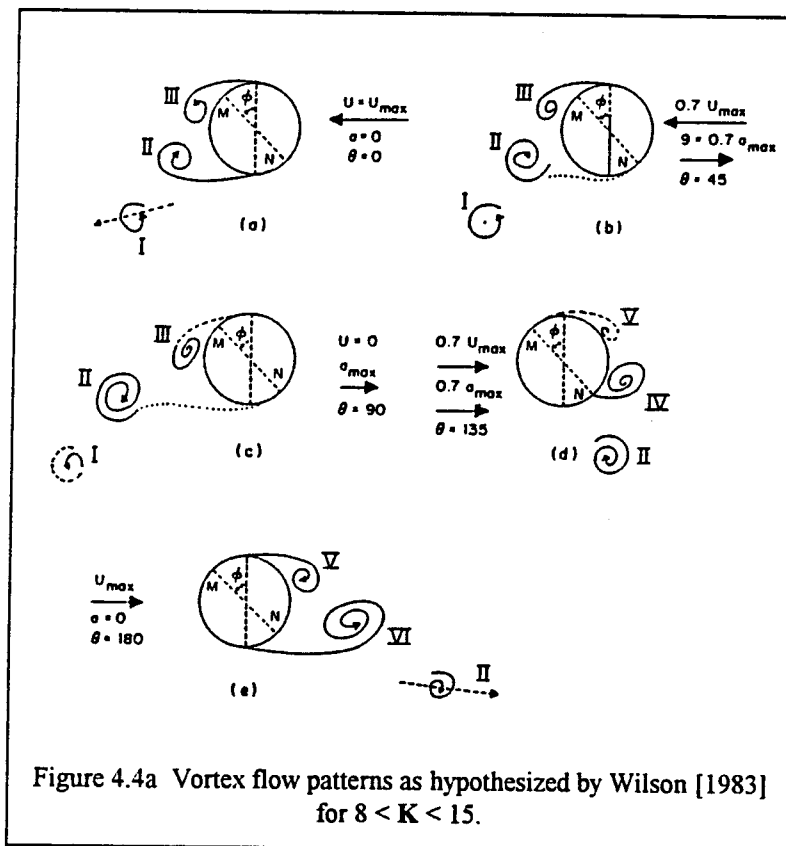 III
M
φ
II
N
I
(a)
U = U_max
a = 0
θ = 0
III
M
φ
II
N
I
(b)
0.7 U_max
9 = 0.7 a_max
θ = 45
III
M
φ
II
N
I
(c)
U = 0
a_max
θ = 90
0.7 U_max
0.7 a_max
θ = 135
V
M
φ
N
IV
(d)
II
U_max
a = 0
θ = 180
V
M
φ
N
VI
(e)
II
Figure 4.4a Vortex flow patterns as hypothesized by Wilson [1983]
for 8 < K < 15.